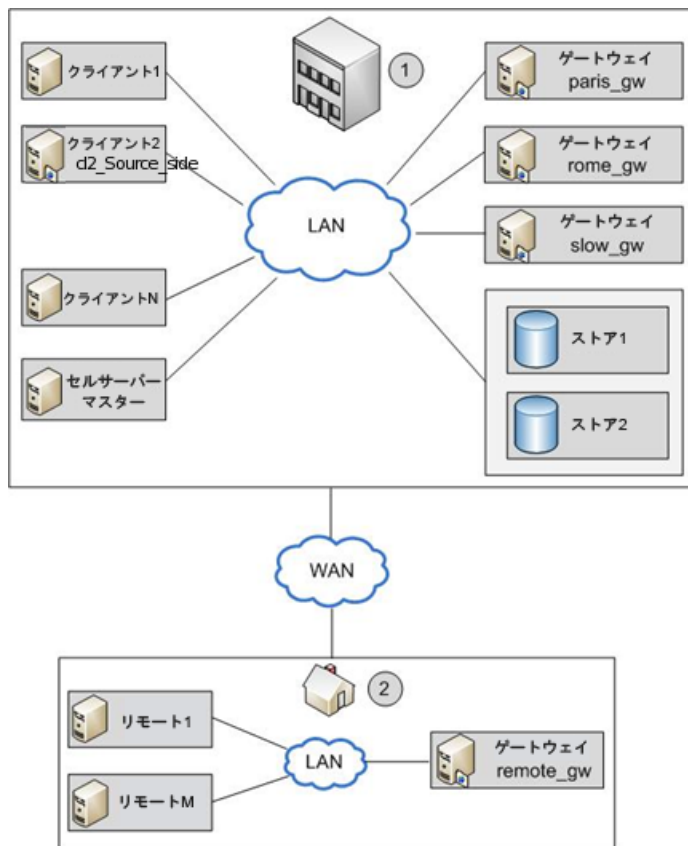 クライアント1
クライアント2
cl2_Source_side
クライアントN
セルサーバー
マスター
1
LAN
ゲートウェイ
paris_gw
ゲートウェイ
rome_gw
ゲートウェイ
slow_gw
ストア1
ストア2
WAN
2
リモート1
リモートM
LAN
ゲートウェイ
remote_gw